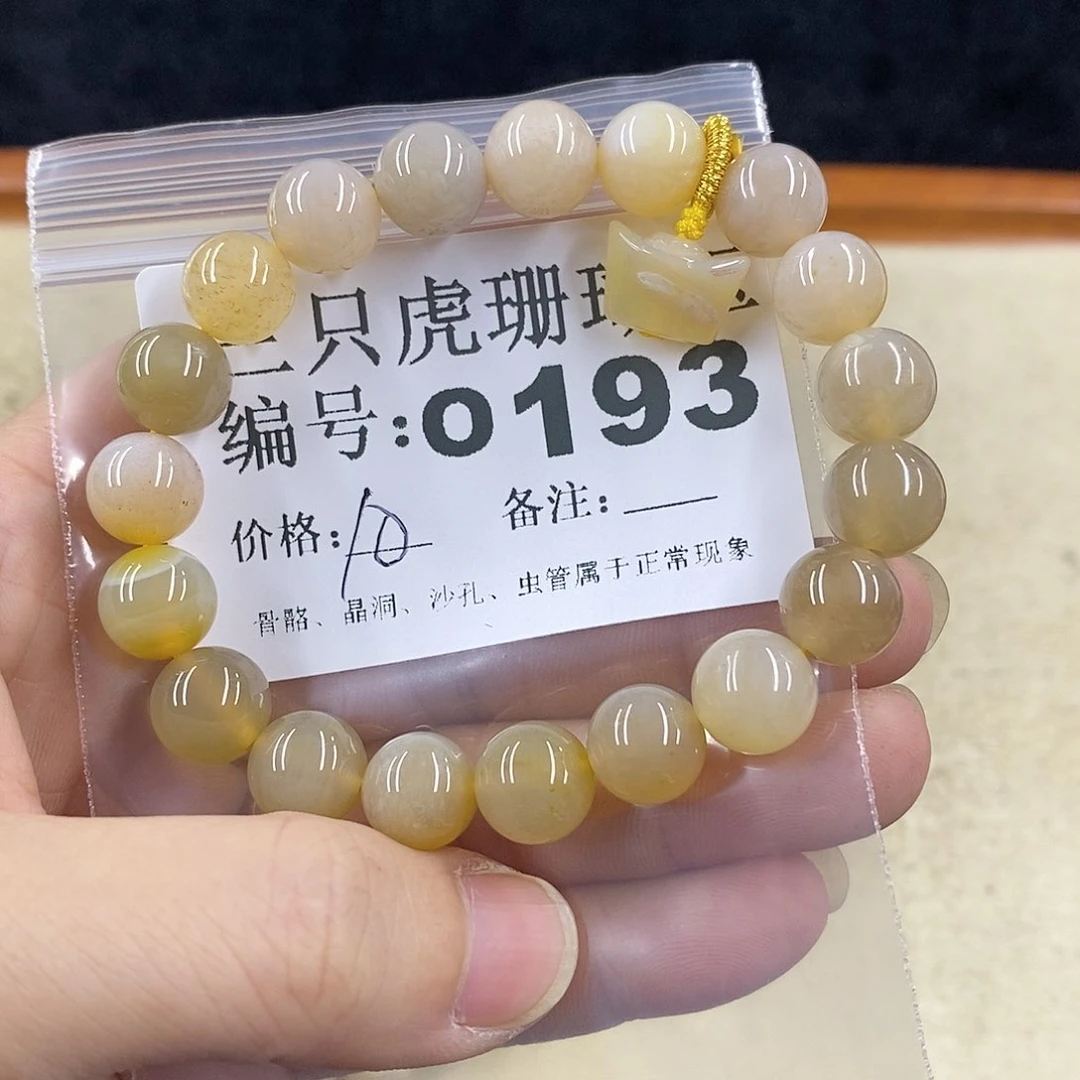 三只虎珊瑚
编号:0193
价格: 备注:
骨骼、晶洞、沙孔、虫管属于正常现象